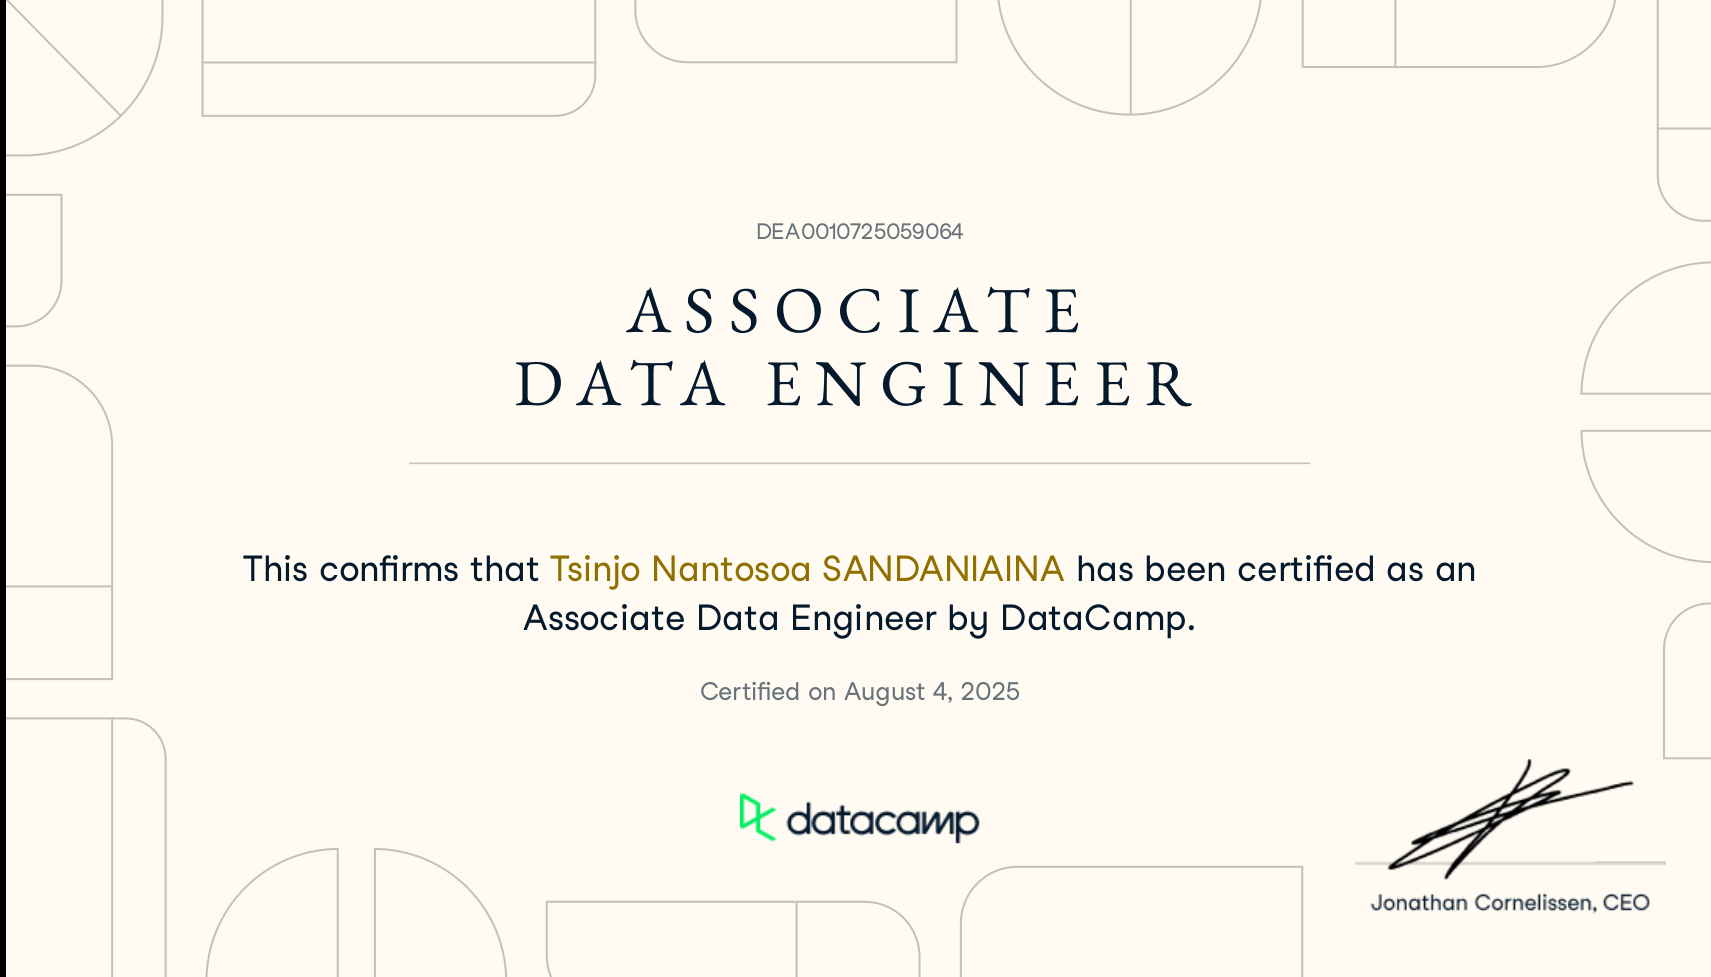 DEA0010725059064
ASSOCIATE
DATA ENGINEER
This confirms that Tsinjo Nantosoa SANDANIAINA has been certified as an
Associate Data Engineer by DataCamp.
Certified on August 4, 2025
datacamp
Jonathan Cornelissen, CEO